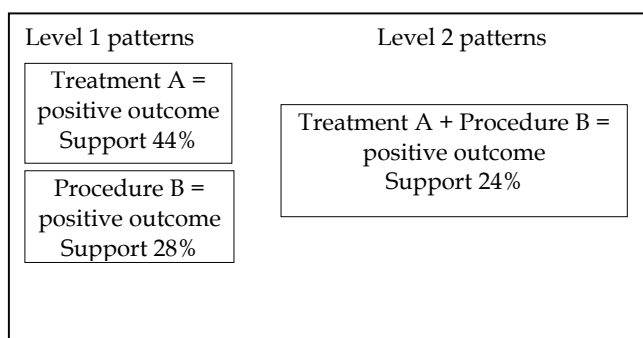 Level 1 patterns
Treatment A =
positive outcome
Support 44%
Procedure B =
positive outcome
Support 28%
Level 2 patterns
Treatment A + Procedure B =
positive outcome
Support 24%